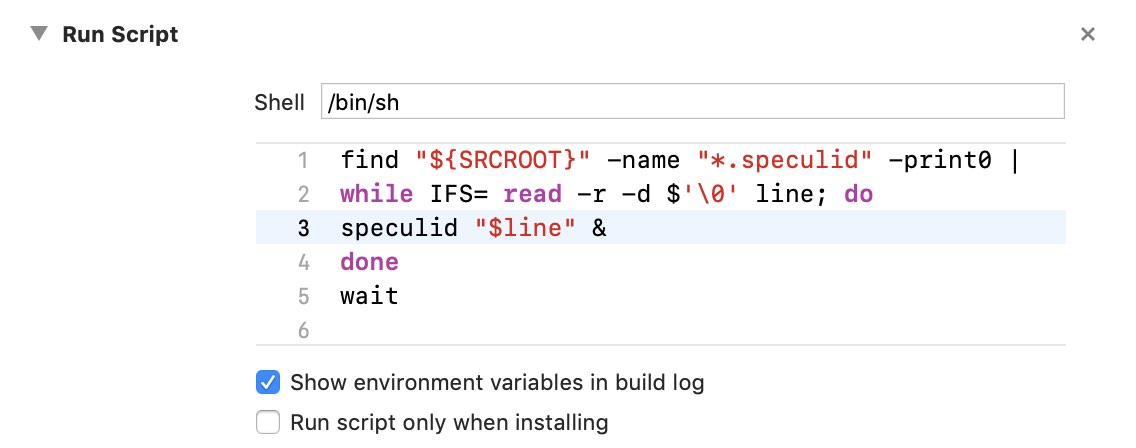 Run Script
Shell /bin/sh
1 find "${SRCROOT}" -name "*.speculid" -print0 |
2 while IFS= read -r -d $'\0' line; do
3 speculid "$line" &
4 done
5 wait
6
Show environment variables in build log
Run script only when installing